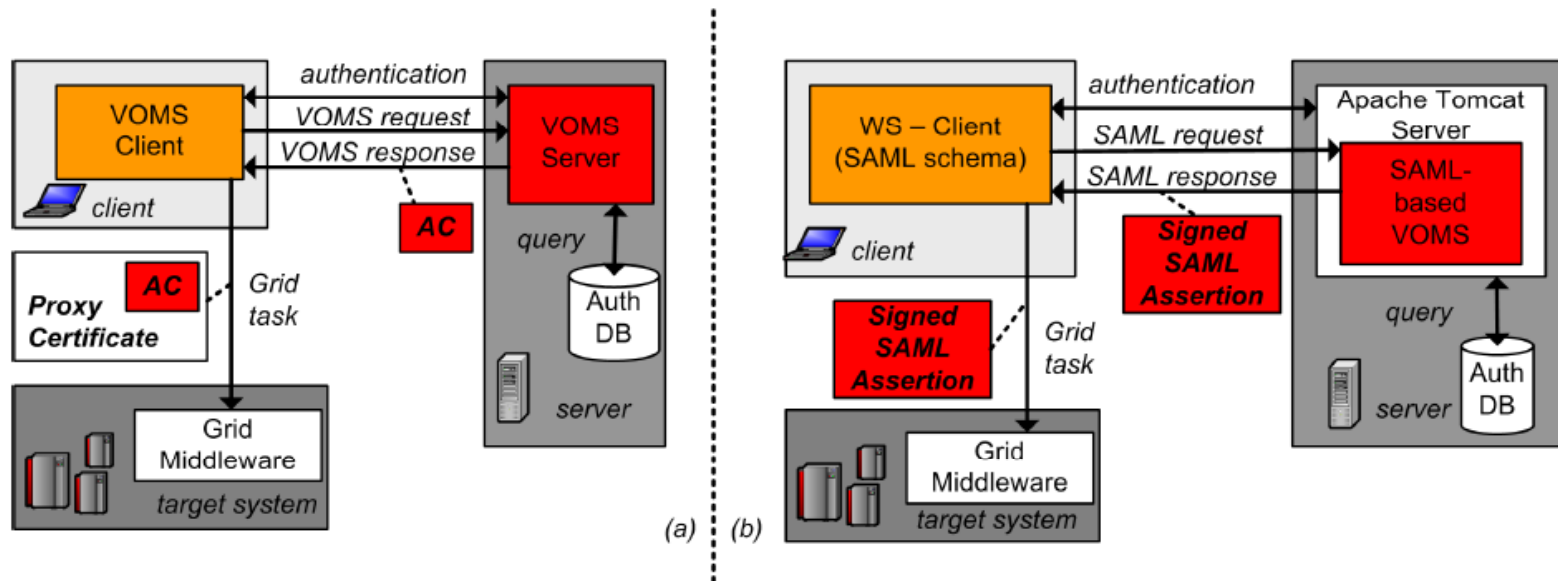 authentication
VOMS request
VOMS response
VOMS
Client
client
AC
VOMS
Server
query
Auth
DB
server
AC
Proxy
Certificate
Grid
task
Grid
Middleware
target system
(a)
(b)
authentication
SAML request
SAML response
WS – Client
(SAML schema)
client
Signed
SAML
Assertion
Apache Tomcat
Server
SAML-
based
VOMS
query
Auth
DB
server
Signed
SAML
Assertion
Grid
task
Grid
Middleware
target system